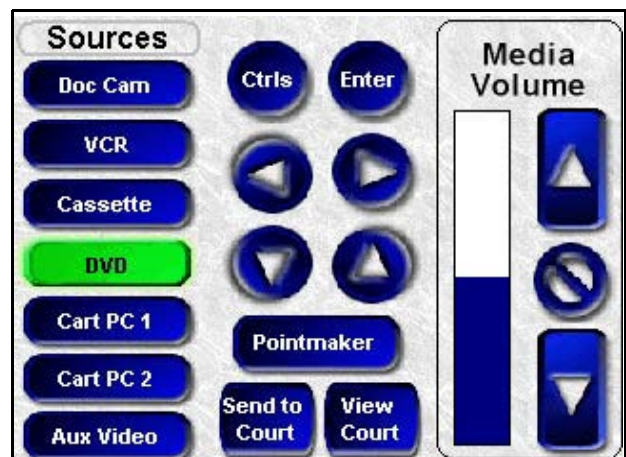 Sources
Doc Cam
VCR
Cassette
DVD
Cart PC 1
Cart PC 2
Aux Video
Ctrls
Enter
Pointmaker
Send to
Court
View
Court
Media
Volume